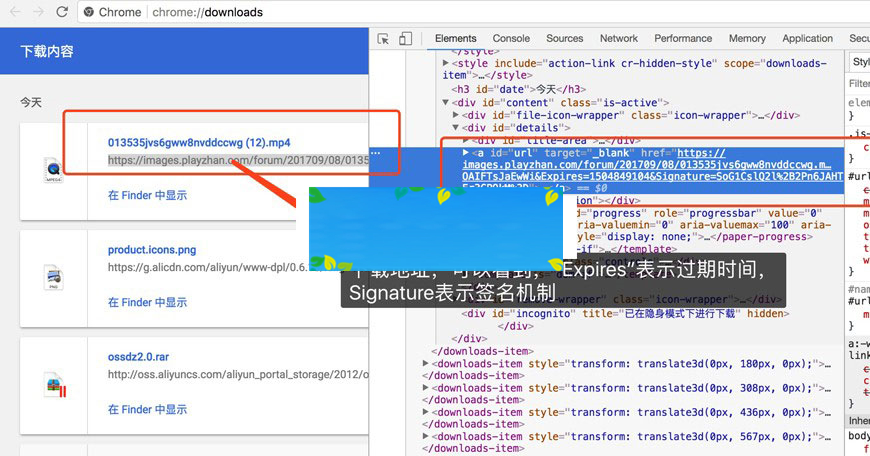 Chrome chrome://downloads
下载内容
今天
013535jvs6gww8nvddccwg (12).mp4
https://images.playzhan.com/forum/201709/08/0135
在 Finder 中显示
MPEG4
product.icons.png
https://g.alicdn.com/aliyun/www-dpl/0.6.
在 Finder 中显示
PNG
ossdz2.0.rar
http://oss.aliyuncs.com/aliyun_portal_storage/2012/o
在 Finder 中显示
Elements Console Sources Network Performance Memory Application Secu
</style>
▶<style include="action-link cr-hidden-style" scope="downloads-
item">…</style>
<h3 id="date">今天</h3>
▼<div id="content" class="is-active">
▶<div id="file-icon-wrapper" class="icon-wrapper">…</div>
▼<div id="details">
▶<div id="title-area">…</div>
▶<a id="url" target="_blank" href="https://
images.playzhan.com/forum/201709/08/013535jvs6gww8nvddccwg.m…
OAIFTsJaEwWi&Expires=1504849104&Signature=SoG1CslQ2l%2B2Pn6JAHT
== $0
ion"></div>
="progress" role="progressbar" value="0"
aria-valuemin="0" aria-valuemax="100" aria-
yle="display: none;">…</paper-progress>
-if">…</template>
下载地址，可以看到，“Expires”表示过期时间，
Signature表示签名机制
class="icon-wrapper">…</div>
<div id="incognito" title="已在隐身模式下进行下载" hidden>
</div>
</div>
</downloads-item>
▶<downloads-item style="transform: translate3d(0px, 180px, 0px);">…
</downloads-item>
▶<downloads-item style="transform: translate3d(0px, 308px, 0px);">…
</downloads-item>
▶<downloads-item style="transform: translate3d(0px, 436px, 0px);">…
</downloads-item>
▶<downloads-item style="transform: translate3d(0px, 567px, 0px);">…
</downloads-item>
Styl
Filter
elem
}
.is-
#url
}
#name
#url
m
}
a:-w
link
}
Inher
body
f